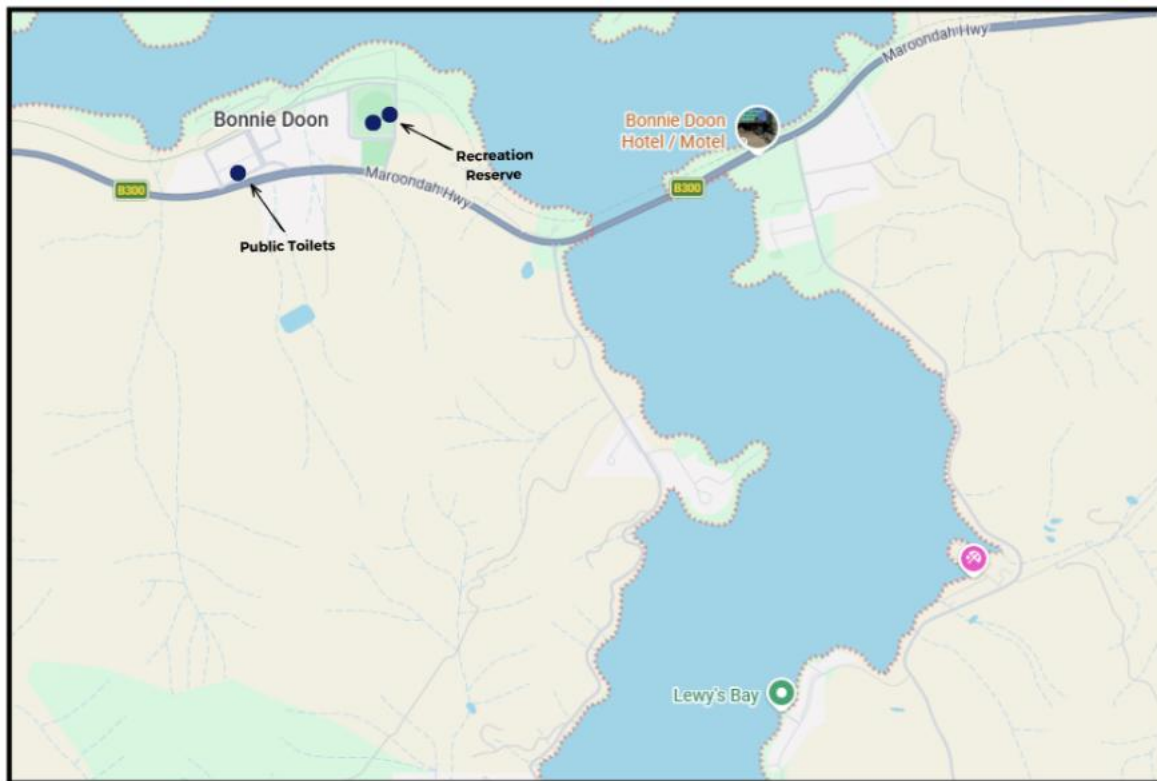 Maroondah Hwy
Bonnie Doon
Bonnie Doon
Hotel / Motel
Recreation
Reserve
Maroondah Hwy
B300
B300
Public Toilets
Lewy's Bay